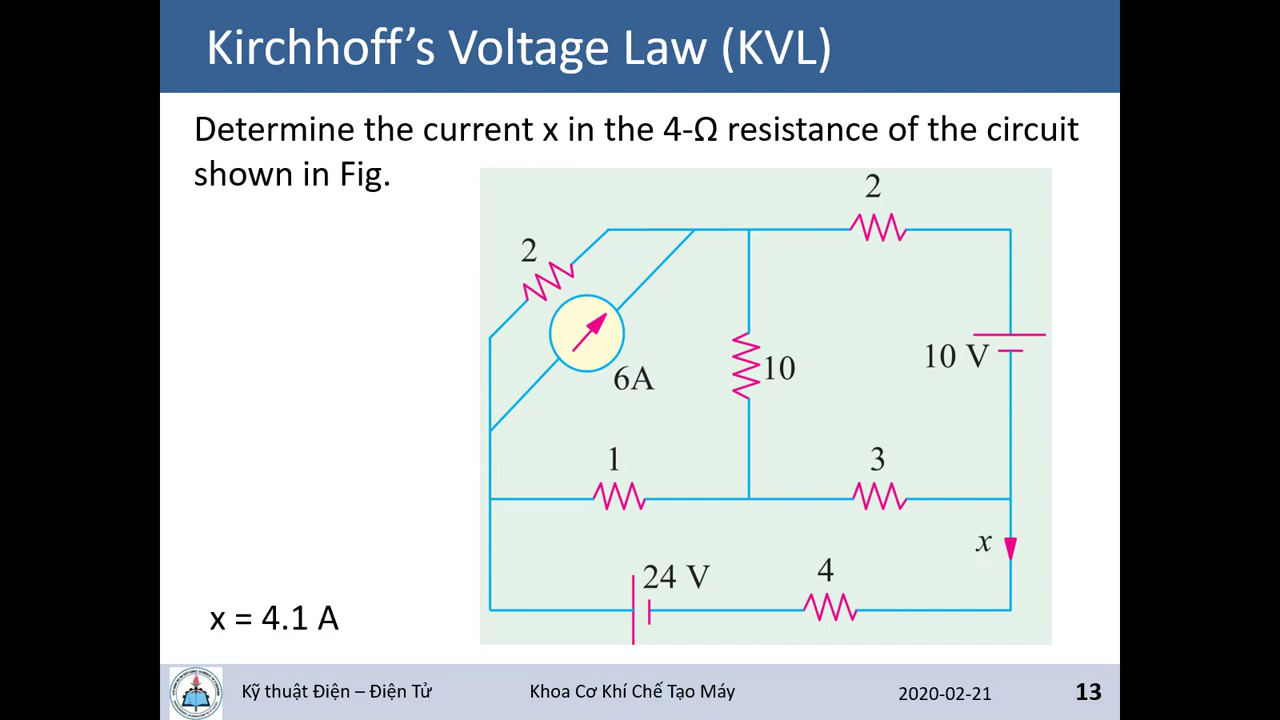 Kirchhoff’s Voltage Law (KVL)
Determine the current x in the 4-Ω resistance of the circuit
shown in Fig.
2
2
6A
10
10 V
1
3
x
24 V
4
x = 4.1 A
Kỹ thuật Điện – Điện Tử
Khoa Cơ Khí Chế Tạo Máy
2020-02-21
13